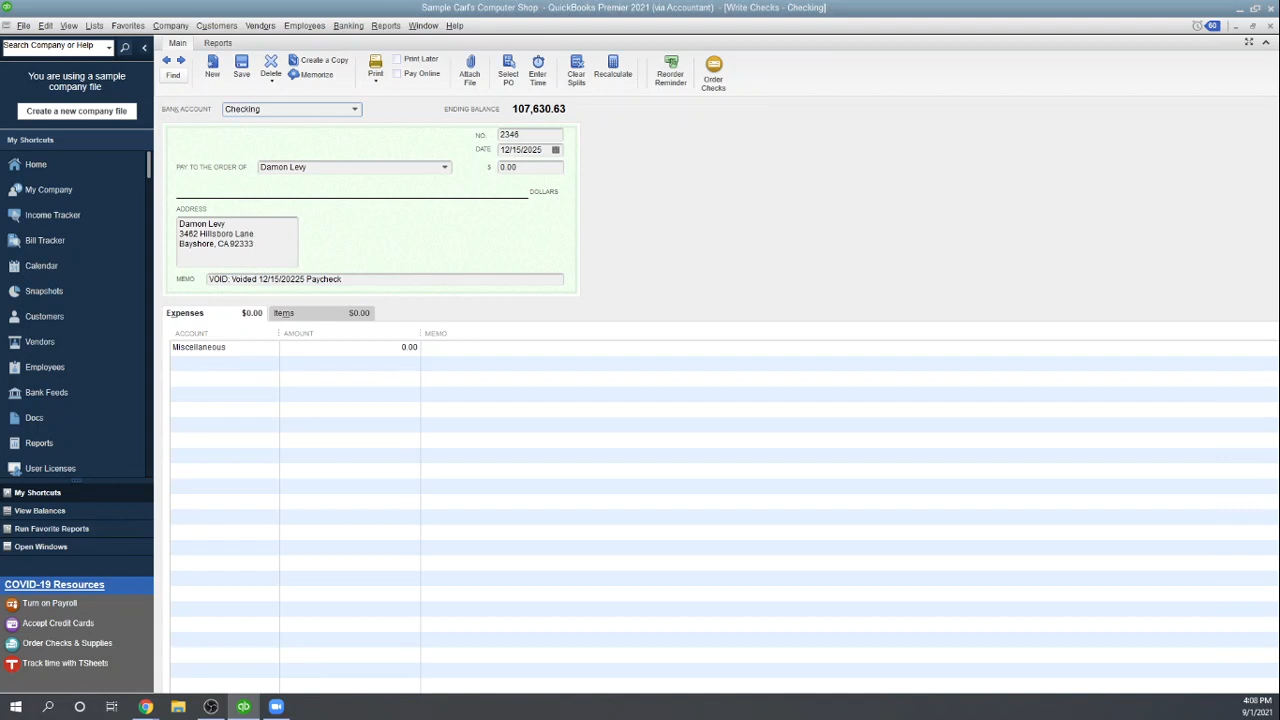 Sample Carl's Computer Shop - QuickBooks Premier 2021 (via Accountant) - [Write Checks - Checking]
File Edit View Lists Favorites Company Customers Vendors Employees Banking Reports Window Help 60
Search Company or Help
Main Reports
Find New Save Delete Create a Copy Memorize Print Print Later Pay Online Attach File Select PO Enter Time Clear Splits Recalculate Reorder Reminder Order Checks
You are using a sample company file
Create a new company file
My Shortcuts
Home
My Company
Income Tracker
Bill Tracker
Calendar
Snapshots
Customers
Vendors
Employees
Bank Feeds
Docs
Reports
User Licenses
My Shortcuts
View Balances
Run Favorite Reports
Open Windows
COVID-19 Resources
Turn on Payroll
Accept Credit Cards
Order Checks & Supplies
Track time with TSheets
BANK ACCOUNT Checking ENDING BALANCE 107,630.63
NO. 2346
DATE 12/15/2025
PAY TO THE ORDER OF Damon Levy $ 0.00
DOLLARS
ADDRESS
Damon Levy
3462 Hillsboro Lane
Bayshore, CA 92333
MEMO VOID: Voided 12/15/20225 Paycheck
Expenses $0.00 Items $0.00
ACCOUNT AMOUNT MEMO
Miscellaneous 0.00
4:08 PM
9/1/2021